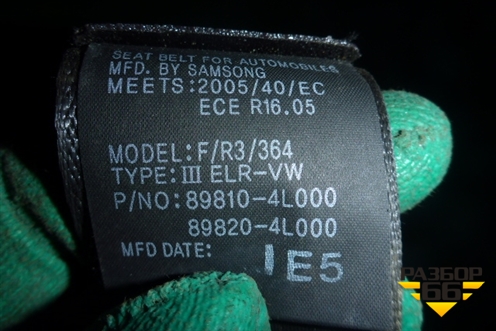 SEAT BELT FOR AUTOMOBILES
MFD. BY SAMSONG
MEETS:2005/40/EC
ECE R16.05
MODEL:F/R3/364
TYPE:III ELR-VW
P/NO:89810-4L000
89820-4L000
MFD DATE: 1E5
РАЗБОР
66